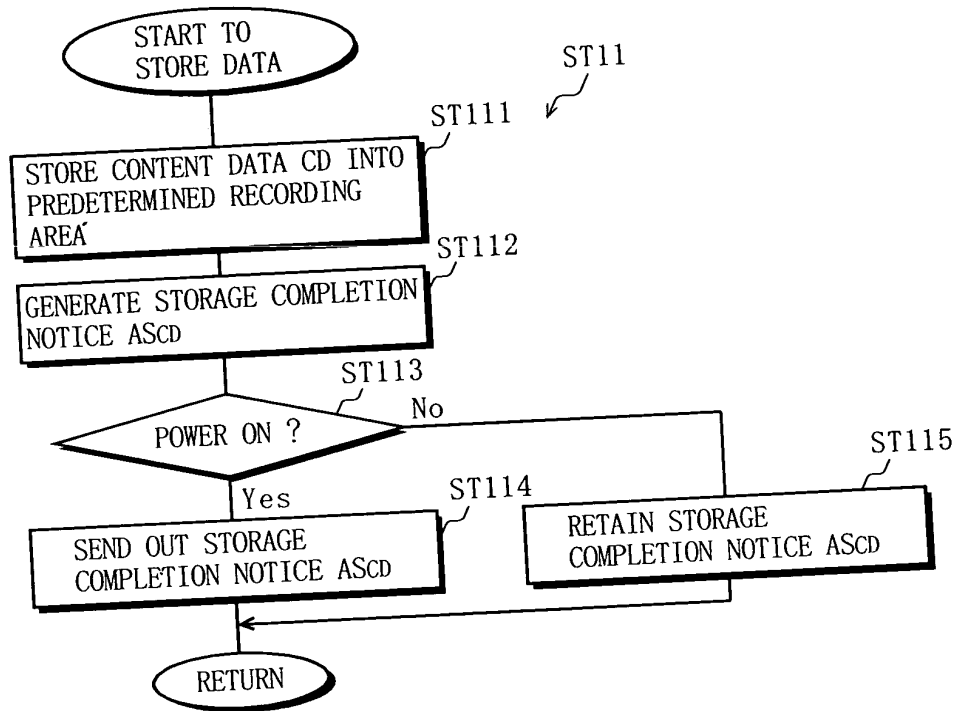 START TO
STORE DATA
ST11
ST111
STORE CONTENT DATA CD INTO
PREDETERMINED RECORDING
AREA
ST112
GENERATE STORAGE COMPLETION
NOTICE ASCD
ST113
POWER ON ?
No
Yes
ST114
SEND OUT STORAGE
COMPLETION NOTICE ASCD
ST115
RETAIN STORAGE
COMPLETION NOTICE ASCD
RETURN